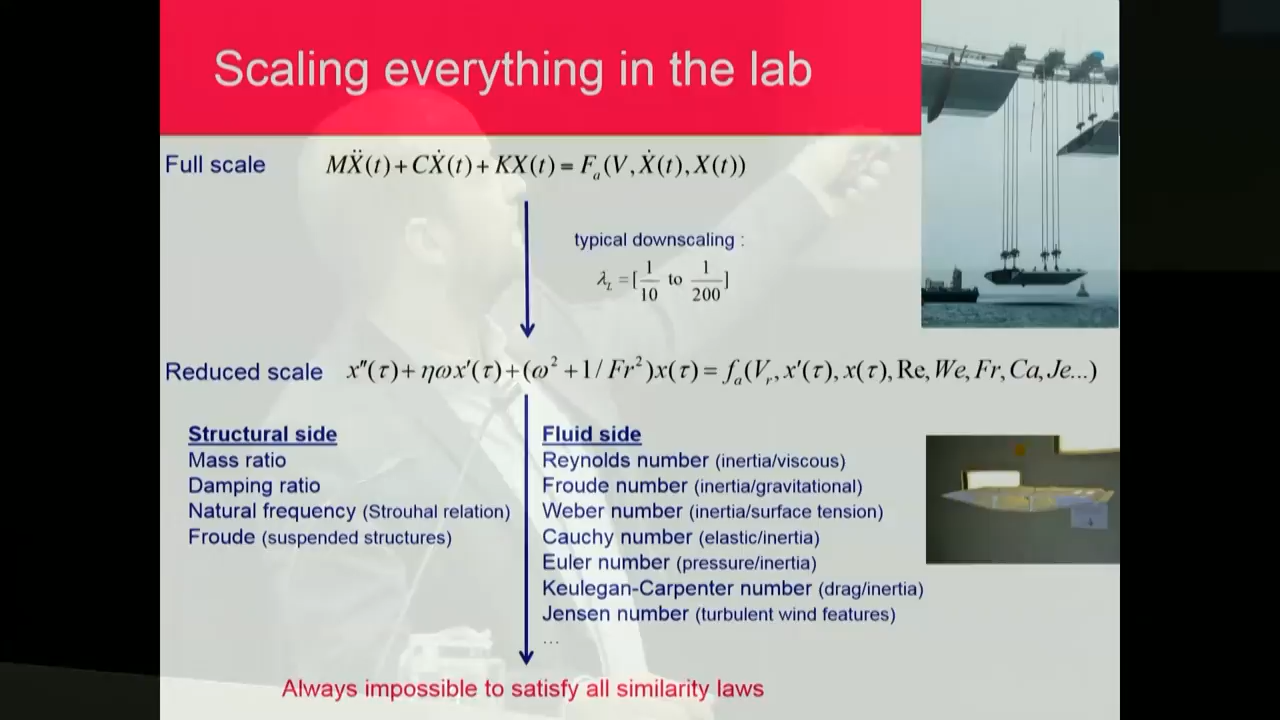 Scaling everything in the lab
Full scale
MẌ(t)+CẊ(t)+KX(t)=Fₐ(V,Ẋ(t),X(t))
typical downscaling :
λ_L =[1/10 to 1/200]
Reduced scale
x″(τ)+ηωx′(τ)+(ω²+1/Fr²)x(τ)=fₐ(Vᵣ,x′(τ),x(τ),Re,We,Fr,Ca,Je...)
Structural side
Mass ratio
Damping ratio
Natural frequency (Strouhal relation)
Froude (suspended structures)
Fluid side
Reynolds number (inertia/viscous)
Froude number (inertia/gravitational)
Weber number (inertia/surface tension)
Cauchy number (elastic/inertia)
Euler number (pressure/inertia)
Keulegan-Carpenter number (drag/inertia)
Jensen number (turbulent wind features)
...
Always impossible to satisfy all similarity laws